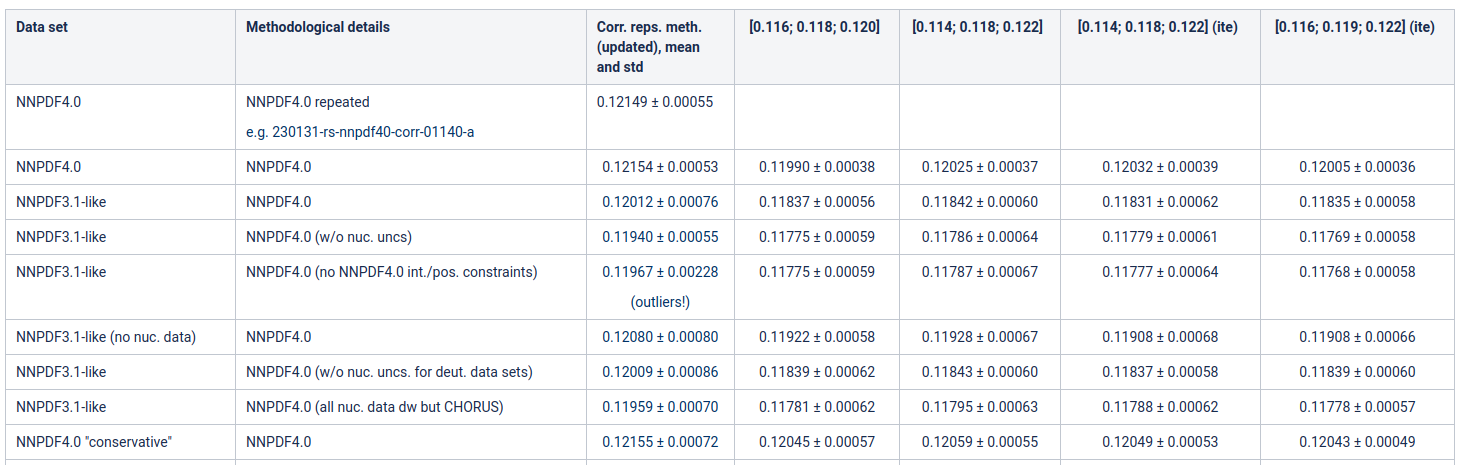 Data set Methodological details Corr. reps. meth. (updated), mean and std [0.116; 0.118; 0.120] [0.114; 0.118; 0.122] [0.114; 0.118; 0.122] (ite) [0.116; 0.119; 0.122] (ite)
NNPDF4.0 NNPDF4.0 repeated 0.12149 ± 0.00055
e.g. 230131-rs-nnpdf40-corr-01140-a
NNPDF4.0 NNPDF4.0 0.12154 ± 0.00053 0.11990 ± 0.00038 0.12025 ± 0.00037 0.12032 ± 0.00039 0.12005 ± 0.00036
NNPDF3.1-like NNPDF4.0 0.12012 ± 0.00076 0.11837 ± 0.00056 0.11842 ± 0.00060 0.11831 ± 0.00062 0.11835 ± 0.00058
NNPDF3.1-like NNPDF4.0 (w/o nuc. uncs) 0.11940 ± 0.00055 0.11775 ± 0.00059 0.11786 ± 0.00064 0.11779 ± 0.00061 0.11769 ± 0.00058
NNPDF3.1-like NNPDF4.0 (no NNPDF4.0 int./pos. constraints) 0.11967 ± 0.00228 0.11775 ± 0.00059 0.11787 ± 0.00067 0.11777 ± 0.00064 0.11768 ± 0.00058
(outliers!)
NNPDF3.1-like (no nuc. data) NNPDF4.0 0.12080 ± 0.00080 0.11922 ± 0.00058 0.11928 ± 0.00067 0.11908 ± 0.00068 0.11908 ± 0.00066
NNPDF3.1-like NNPDF4.0 (w/o nuc. uncs. for deut. data sets) 0.12009 ± 0.00086 0.11839 ± 0.00062 0.11843 ± 0.00060 0.11837 ± 0.00058 0.11839 ± 0.00060
NNPDF3.1-like NNPDF4.0 (all nuc. data dw but CHORUS) 0.11959 ± 0.00070 0.11781 ± 0.00062 0.11795 ± 0.00063 0.11788 ± 0.00062 0.11778 ± 0.00057
NNPDF4.0 "conservative" NNPDF4.0 0.12155 ± 0.00072 0.12045 ± 0.00057 0.12059 ± 0.00055 0.12049 ± 0.00053 0.12043 ± 0.00049